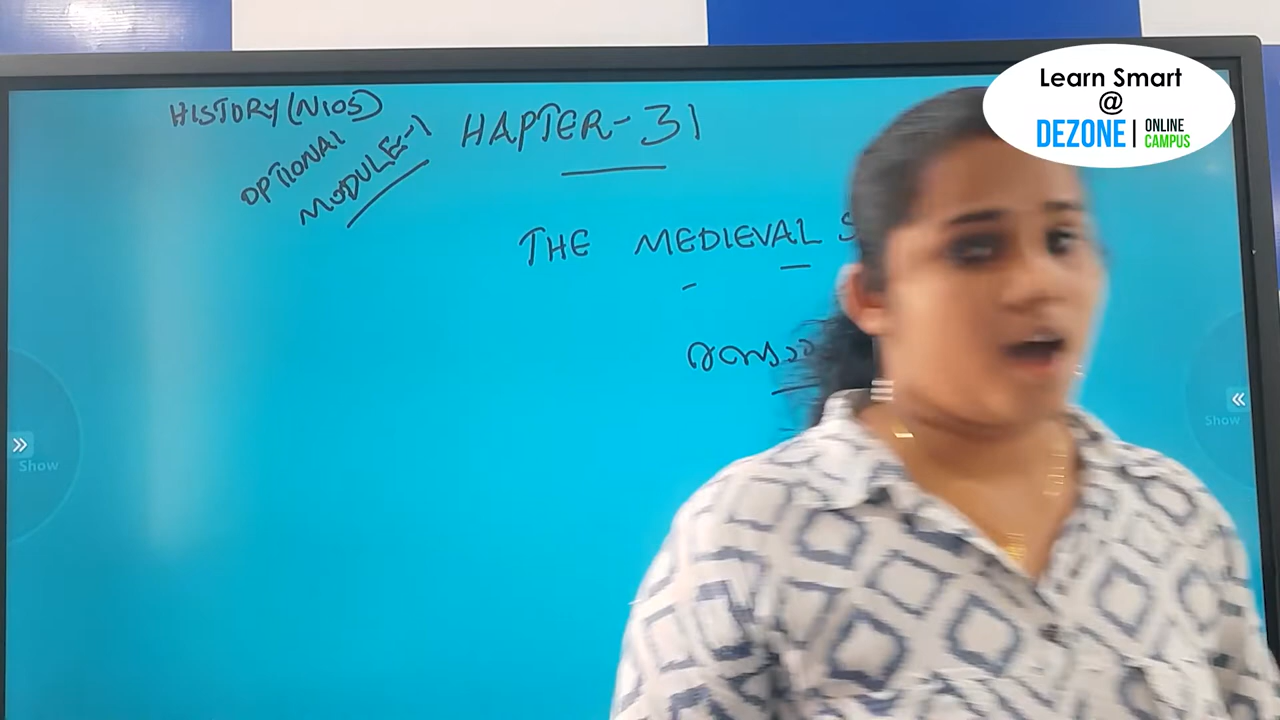 HISTORY (NIOS)
OPTIONAL
MODULE-1
HAPTER-31
THE MEDIEVAL S
Learn Smart
@
DEZONE | ONLINE CAMPUS
Show
Show